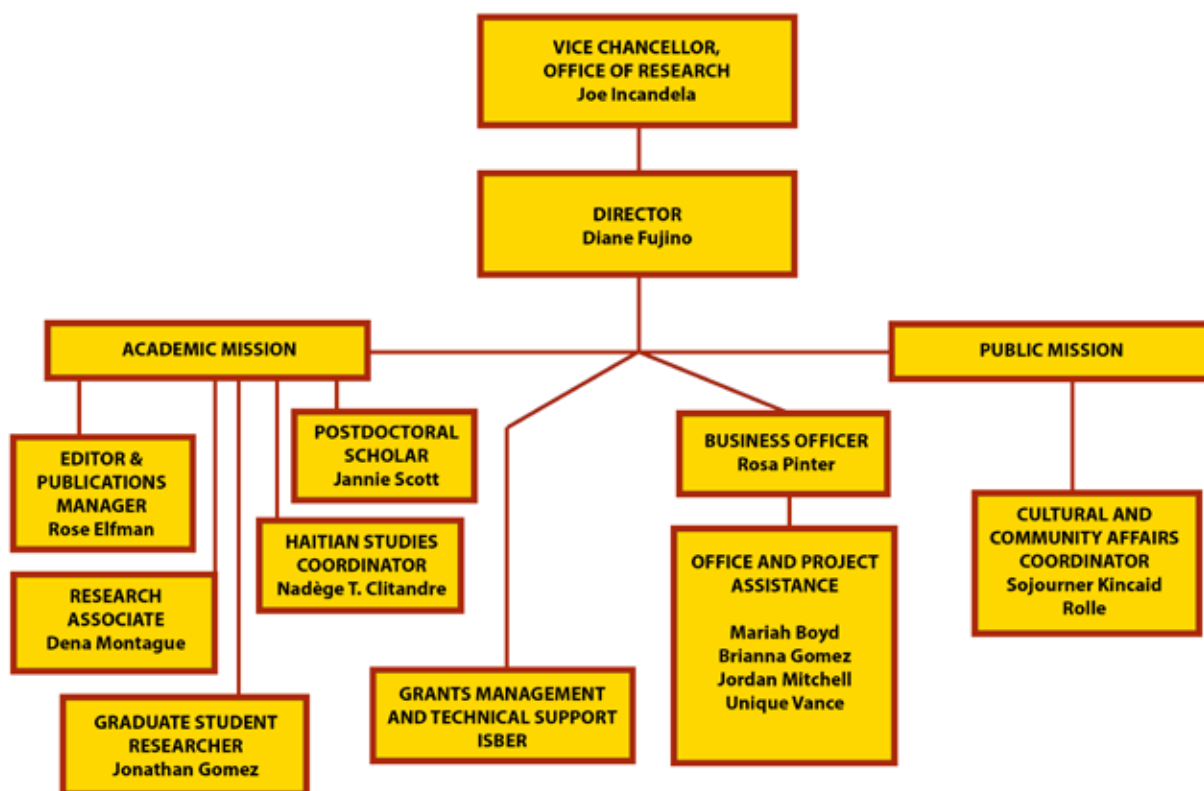 VICE CHANCELLOR,
OFFICE OF RESEARCH
Joe Incandela
DIRECTOR
Diane Fujino
ACADEMIC MISSION
PUBLIC MISSION
EDITOR &
PUBLICATIONS
MANAGER
Rose Elfman
POSTDOCTORAL
SCHOLAR
Jannie Scott
BUSINESS OFFICER
Rosa Pinter
HAITIAN STUDIES
COORDINATOR
Nadège T. Clitandre
CULTURAL AND
COMMUNITY AFFAIRS
COORDINATOR
Sojourner Kincaid
Rolle
RESEARCH
ASSOCIATE
Dena Montague
OFFICE AND PROJECT
ASSISTANCE
Mariah Boyd
Brianna Gomez
Jordan Mitchell
Unique Vance
GRANTS MANAGEMENT
AND TECHNICAL SUPPORT
ISBER
GRADUATE STUDENT
RESEARCHER
Jonathan Gomez